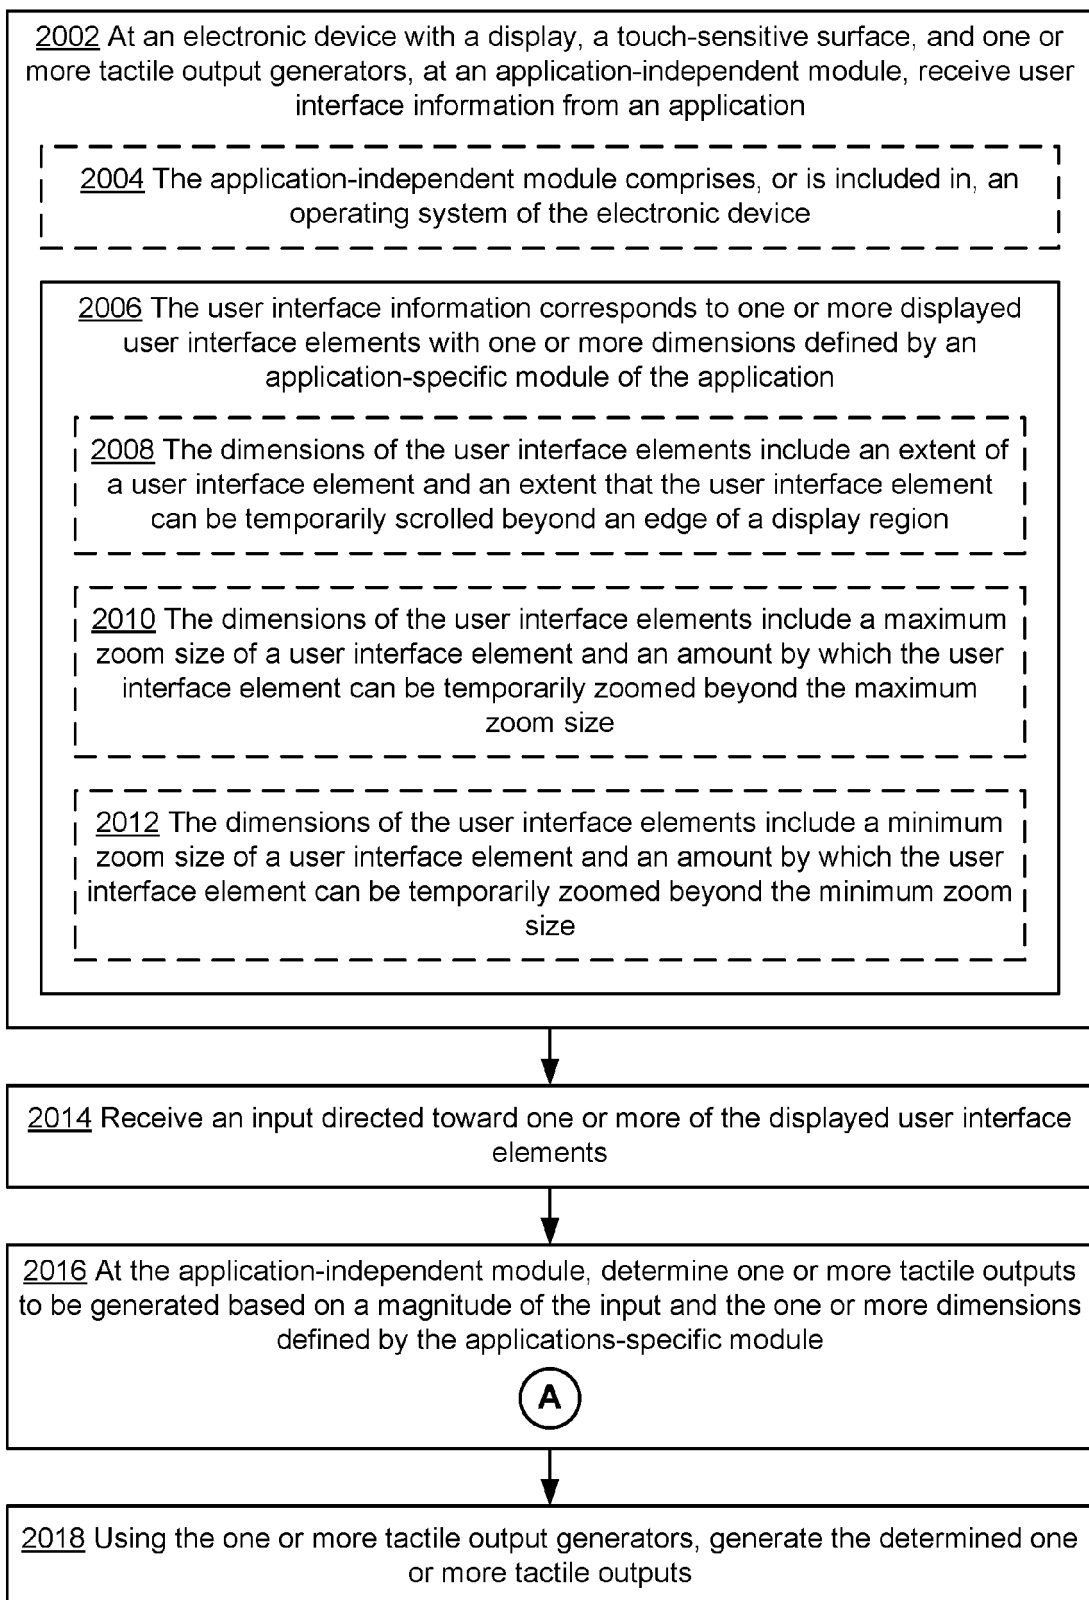 2002 At an electronic device with a display, a touch-sensitive surface, and one or
more tactile output generators, at an application-independent module, receive user
interface information from an application
2004 The application-independent module comprises, or is included in, an
operating system of the electronic device
2006 The user interface information corresponds to one or more displayed
user interface elements with one or more dimensions defined by an
application-specific module of the application
2008 The dimensions of the user interface elements include an extent of
a user interface element and an extent that the user interface element
can be temporarily scrolled beyond an edge of a display region
2010 The dimensions of the user interface elements include a maximum
zoom size of a user interface element and an amount by which the user
interface element can be temporarily zoomed beyond the maximum
zoom size
2012 The dimensions of the user interface elements include a minimum
zoom size of a user interface element and an amount by which the user
interface element can be temporarily zoomed beyond the minimum zoom
size
2014 Receive an input directed toward one or more of the displayed user interface
elements
2016 At the application-independent module, determine one or more tactile outputs
to be generated based on a magnitude of the input and the one or more dimensions
defined by the applications-specific module
A
2018 Using the one or more tactile output generators, generate the determined one
or more tactile outputs